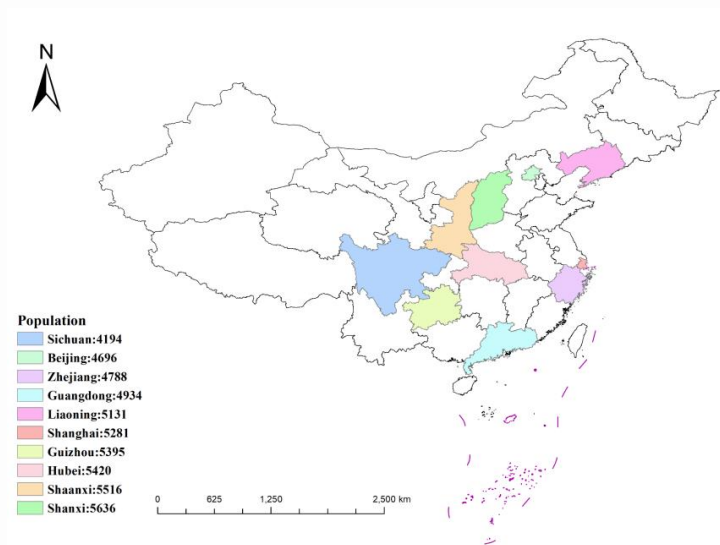 N
Population
Sichuan:4194
Beijing:4696
Zhejiang:4788
Guangdong:4934
Liaoning:5131
Shanghai:5281
Guizhou:5395
Hubei:5420
Shaanxi:5516
Shanxi:5636
0 625 1,250 2,500 km